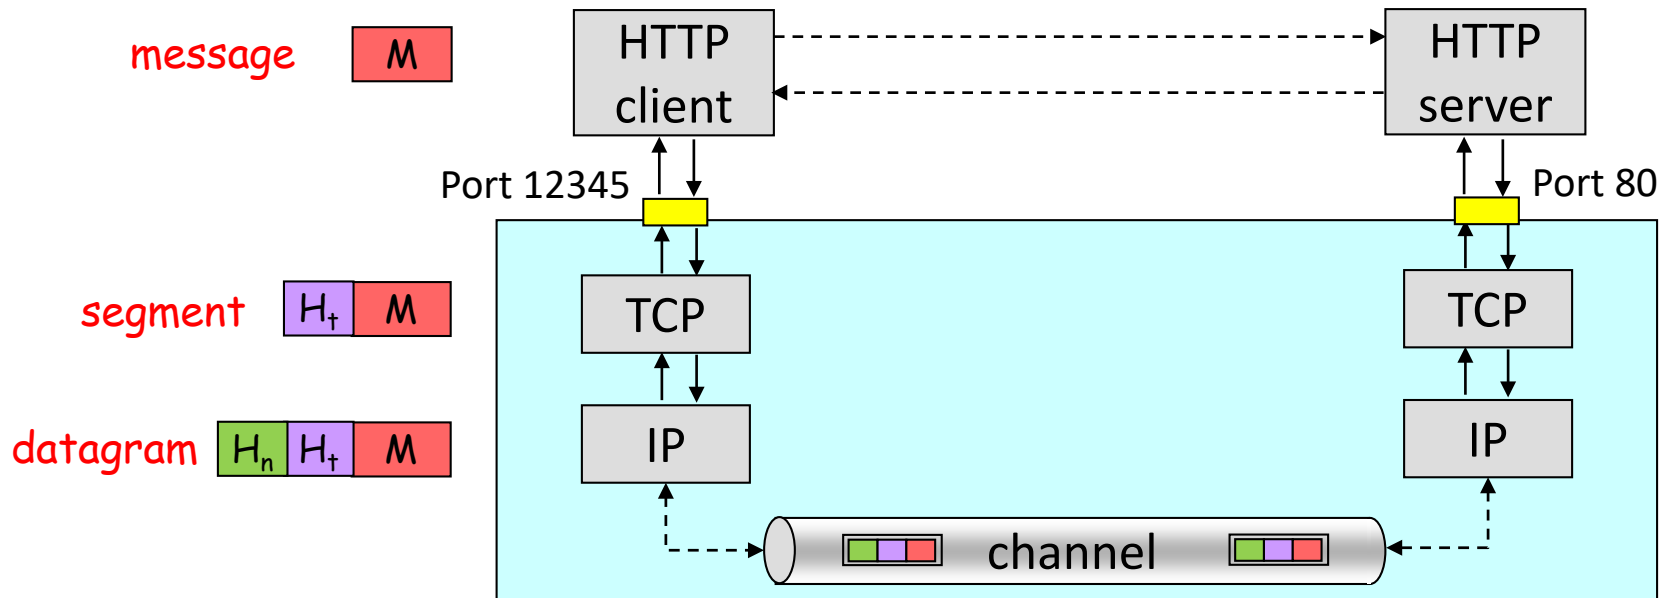 message M
HTTP
client
HTTP
server
Port 12345
Port 80
segment Hₜ M
TCP
TCP
datagram Hₙ Hₜ M
IP
IP
channel